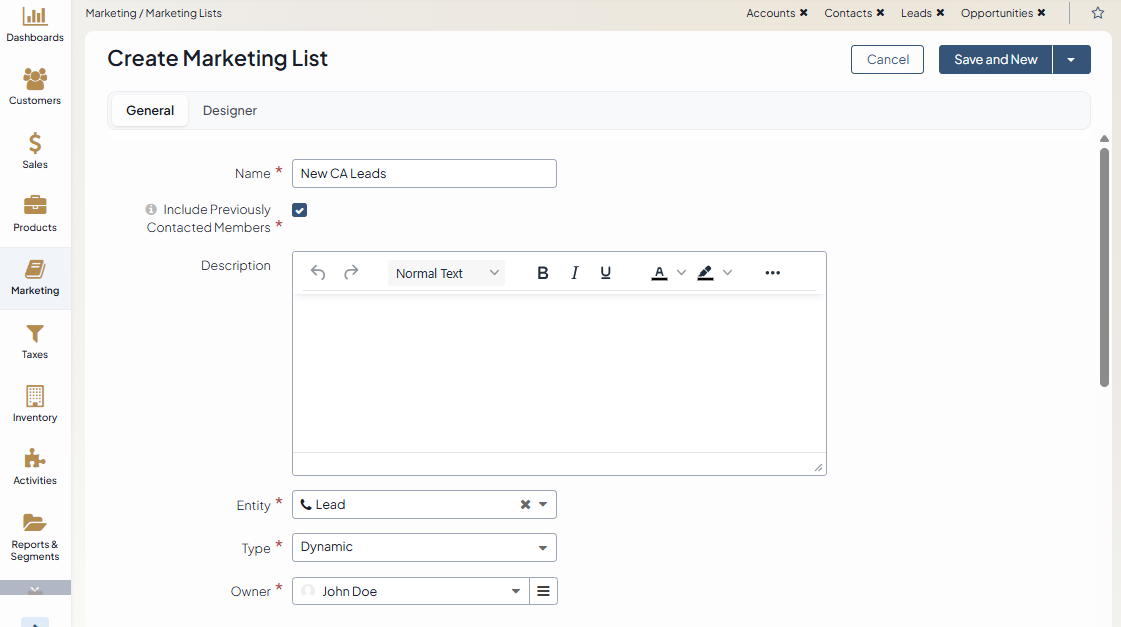 Marketing / Marketing Lists
Accounts ✖ Contacts ✖ Leads ✖ Opportunities ✖
Dashboards
Customers
Sales
Products
Marketing
Taxes
Inventory
Activities
Reports &
Segments
Create Marketing List
Cancel
Save and New
General
Designer
Name *
New CA Leads
Include Previously
Contacted Members *
Description
Normal Text
B I U A
•••
Entity *
Lead
Type *
Dynamic
Owner *
John Doe